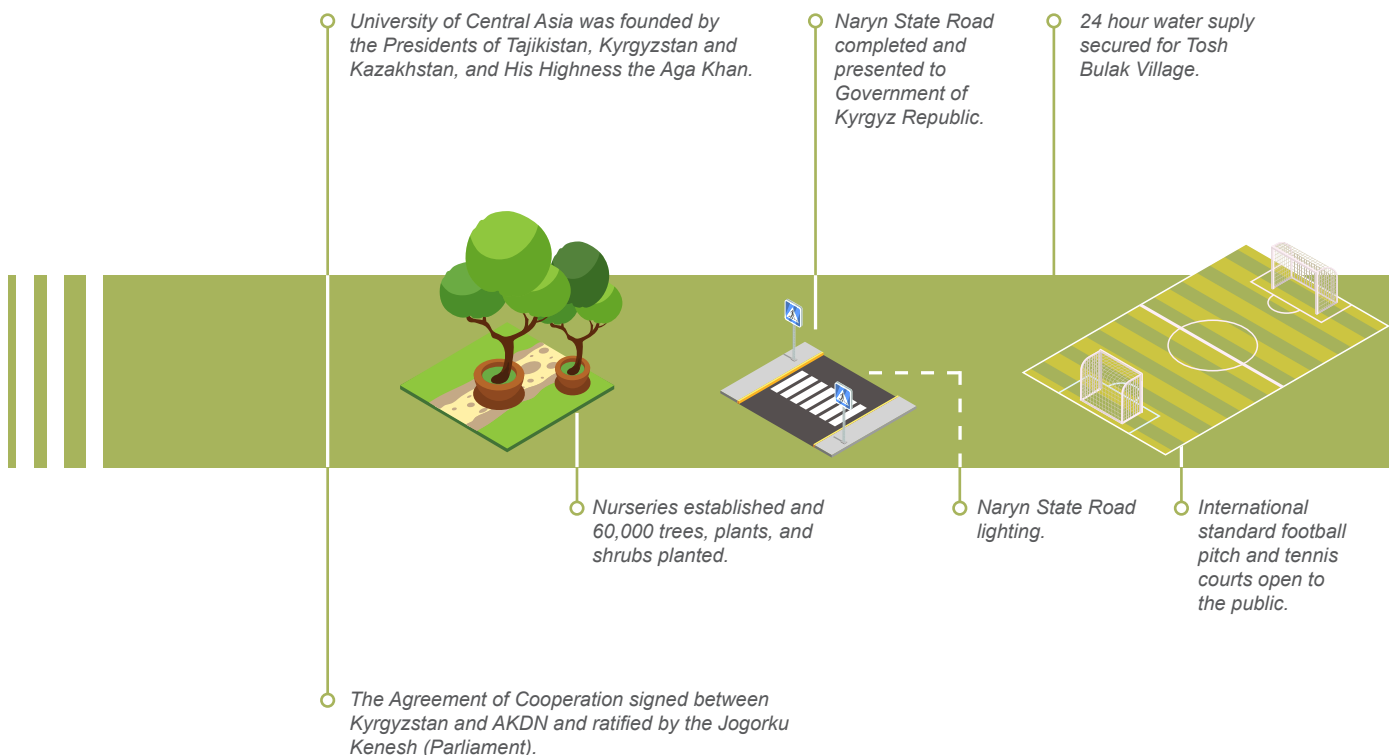 University of Central Asia was founded by
the Presidents of Tajikistan, Kyrgyzstan and
Kazakhstan, and His Highness the Aga Khan.
Naryn State Road
completed and
presented to
Government of
Kyrgyz Republic.
24 hour water suply
secured for Tosh
Bulak Village.
Nurseries established and
60,000 trees, plants, and
shrubs planted.
Naryn State Road
lighting.
International
standard football
pitch and tennis
courts open to
the public.
The Agreement of Cooperation signed between
Kyrgyzstan and AKDN and ratified by the Jogorku
Kenesh (Parliament).